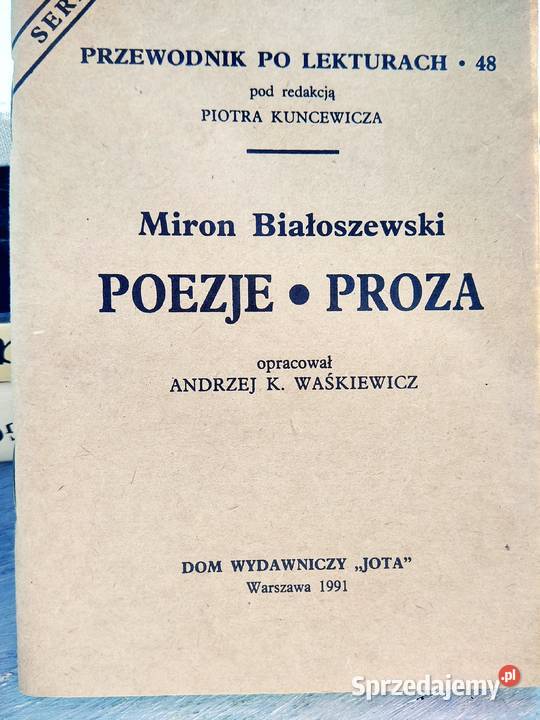 SER
PRZEWODNIK PO LEKTURACH • 48
pod redakcją
PIOTRA KUNCEWICZA
Miron Białoszewski
POEZJE • PROZA
opracował
ANDRZEJ K. WAŚKIEWICZ
DOM WYDAWNICZY „JOTA”
Warszawa 1991
Sprzedajemy.pl